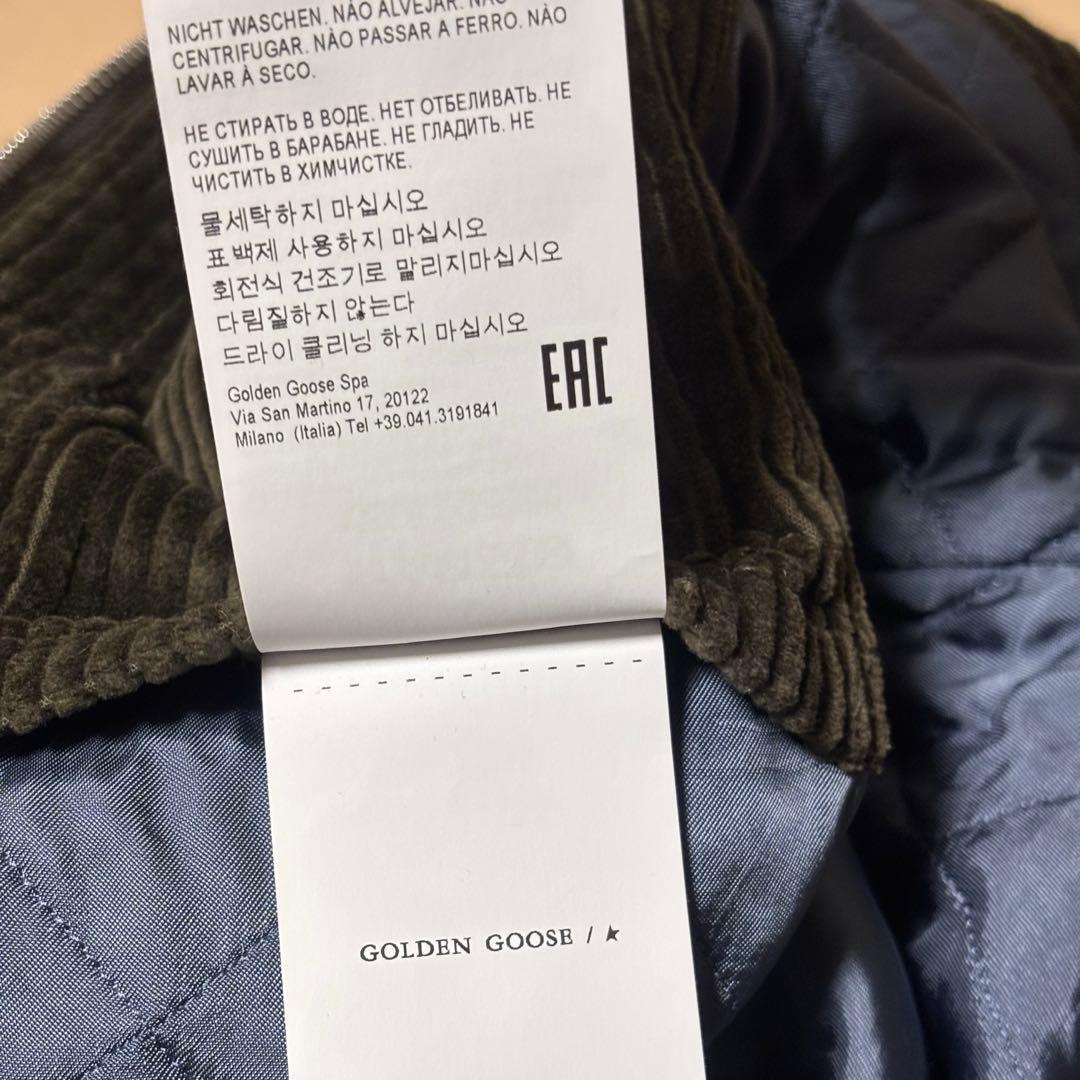 NICHT WASCHEN. NÃO ALVEJAR. NÃO
CENTRIFUGAR. NÃO PASSAR A FERRO. NÃO
LAVAR À SECO.
НЕ СТИРАТЬ В ВОДЕ. НЕТ ОТБЕЛИВАТЬ. НЕ
СУШИТЬ В БАРАБАНЕ. НЕ ГЛАДИТЬ. НЕ
ЧИСТИТЬ В ХИМЧИСТКЕ.
물세탁하지 마십시오
표백제 사용하지 마십시오
회전식 건조기로 말리지마십시오
다림질하지 않는다
드라이 클리닝 하지 마십시오
Golden Goose Spa
Via San Martino 17, 20122
Milano (Italia) Tel +39.041.3191841
EAC
GOLDEN GOOSE / ★